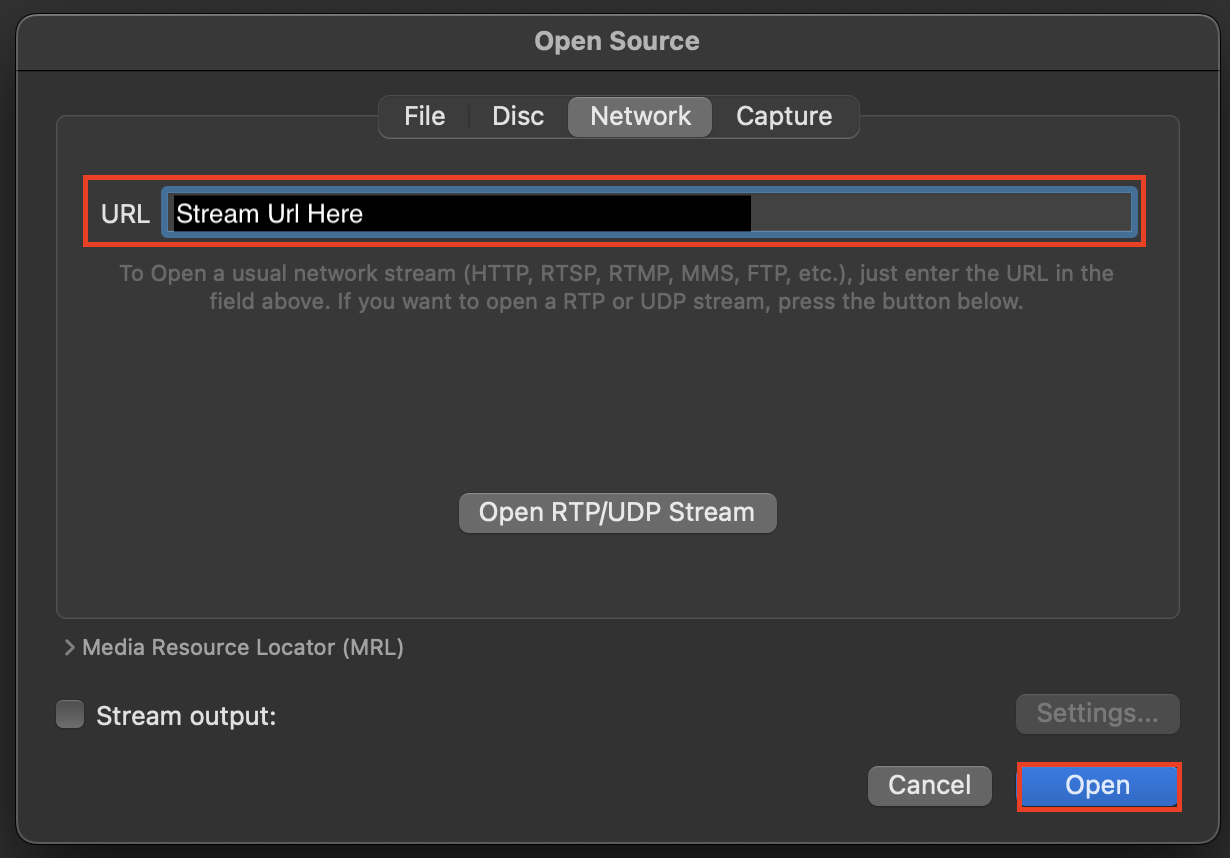 Open Source
File Disc Network Capture
URL Stream Url Here
To Open a usual network stream (HTTP, RTSP, RTMP, MMS, FTP, etc.), just enter the URL in the
field above. If you want to open a RTP or UDP stream, press the button below.
Open RTP/UDP Stream
Media Resource Locator (MRL)
Stream output:
Settings...
Cancel Open